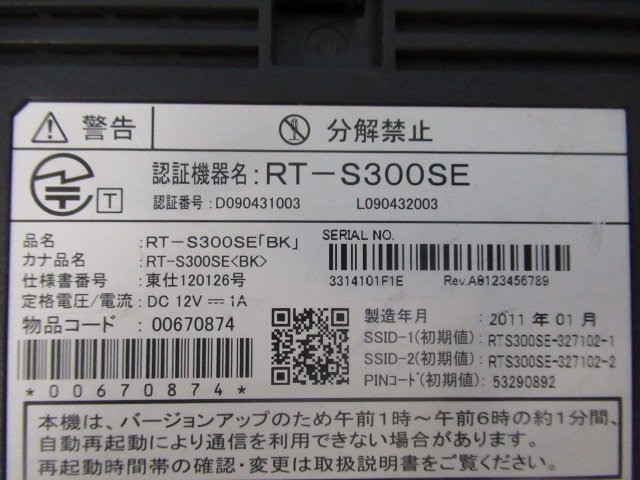 警告 分解禁止
T 認証機器名:RT-S300SE
認証番号:D090431003 L090432003
品名 : RT-S300SE「BK」
カナ品名 : RT-S300SE<BK>
仕様書番号 : 東仕120126号
定格電圧/電流: DC 12V 1A
物品コード : 00670874
*00670874*
SERIAL NO.
3314101F1E Rev.A0123456789
製造年月 : 2011 年 01 月
SSID-1(初期値): RTS300SE-327102-1
SSID-2(初期値): RTS300SE-327102-2
PINコード(初期値): 53290892
本機は、バージョンアップのため午前1時~午前6時の約1分間、
自動再起動により通信を利用できない場合があります。
再起動時間帯の確認・変更は取扱説明書をご覧ください。